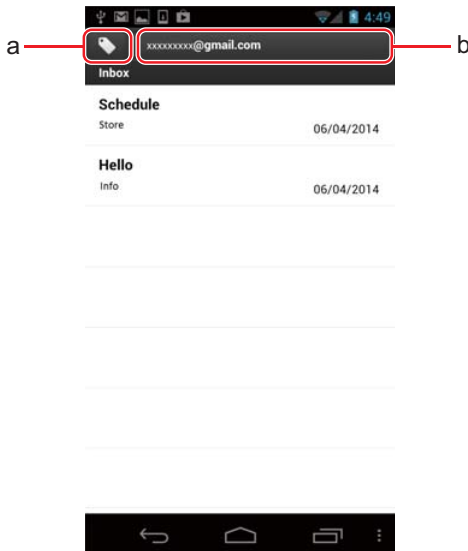 4:49
a
xxxxxxxxx@gmail.com
b
Inbox
Schedule
Store
06/04/2014
Hello
Info
06/04/2014